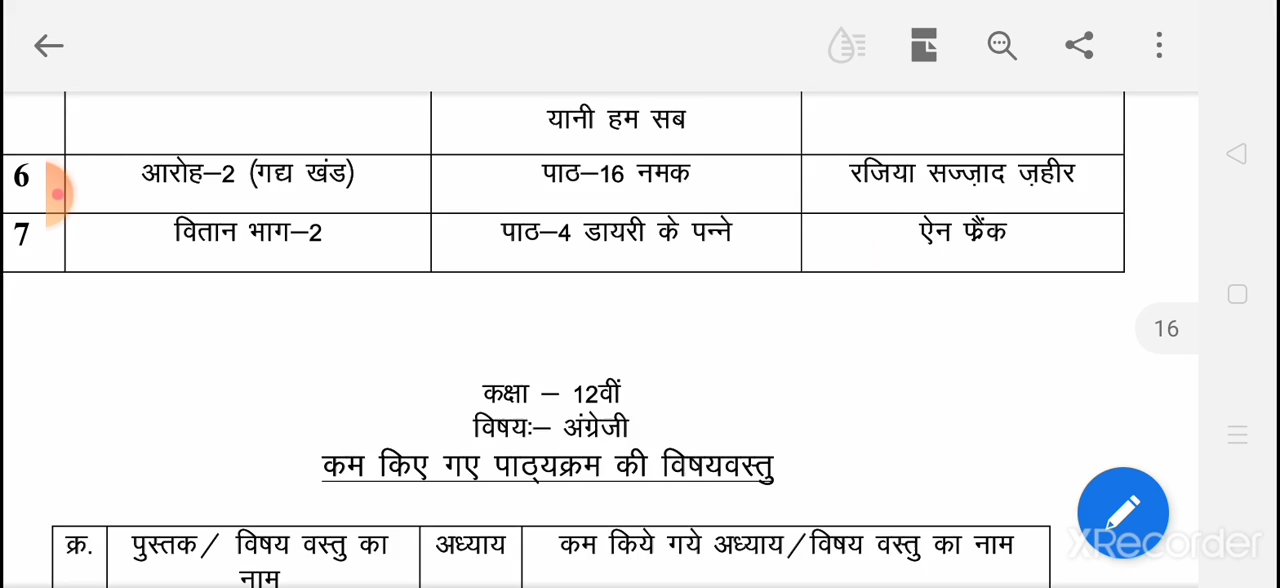 यानी हम सब
6 आरोह–2 (गद्य खंड) पाठ–16 नमक रजिया सज्ज़ाद ज़हीर
7 वितान भाग–2 पाठ–4 डायरी के पन्ने ऐन फ्रैंक
16
कक्षा – 12वीं
विषयः– अंग्रेजी
कम किए गए पाठ्यक्रम की विषयवस्तु
क्र. पुस्तक/ विषय वस्तु का अध्याय कम किये गये अध्याय/विषय वस्तु का नाम
नाम
XRecorder